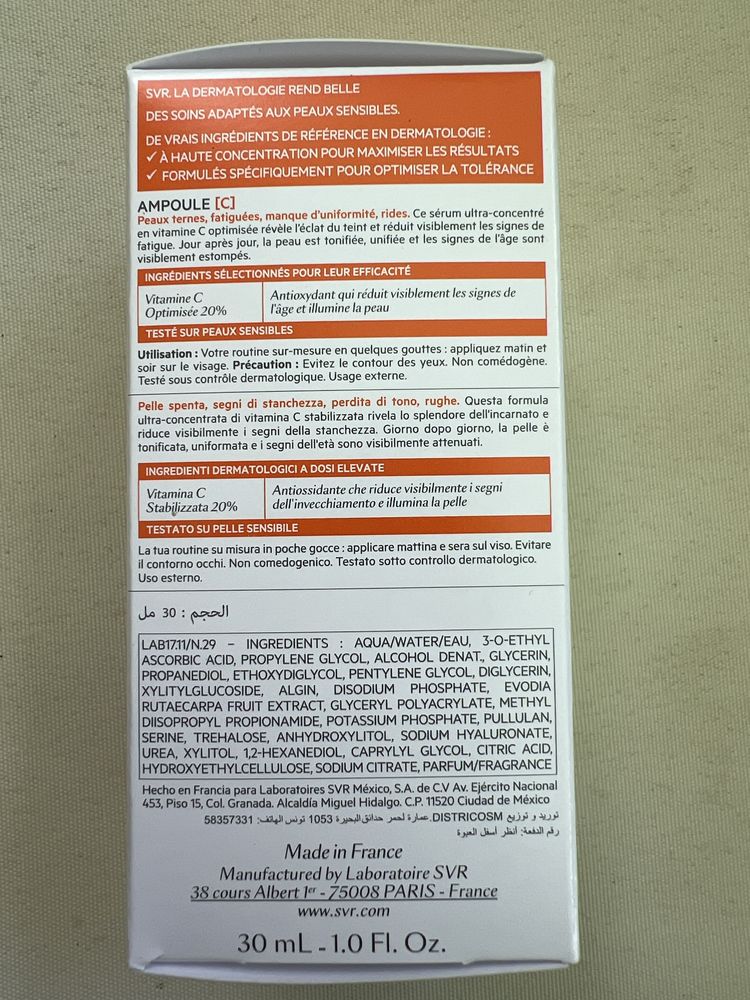 SVR. LA DERMATOLOGIE REND BELLE
DES SOINS ADAPTÉS AUX PEAUX SENSIBLES.
DE VRAIS INGRÉDIENTS DE RÉFÉRENCE EN DERMATOLOGIE :
✓ À HAUTE CONCENTRATION POUR MAXIMISER LES RÉSULTATS
✓ FORMULÉS SPÉCIFIQUEMENT POUR OPTIMISER LA TOLÉRANCE
AMPOULE [C]
Peaux ternes, fatiguées, manque d'uniformité, rides. Ce sérum ultra-concentré
en vitamine C optimisée révèle l'éclat du teint et réduit visiblement les signes de
fatigue. Jour après jour, la peau est tonifiée, unifiée et les signes de l'âge sont
visiblement estompés.
INGRÉDIENTS SÉLECTIONNÉS POUR LEUR EFFICACITÉ
Vitamine C
Optimisée 20%
Antioxydant qui réduit visiblement les signes de
l'âge et illumine la peau
TESTÉ SUR PEAUX SENSIBLES
Utilisation : Votre routine sur-mesure en quelques gouttes : appliquez matin et
soir sur le visage. Précaution : Evitez le contour des yeux. Non comédogène.
Testé sous contrôle dermatologique. Usage externe.
Pelle spenta, segni di stanchezza, perdita di tono, rughe. Questa formula
ultra-concentrata di vitamina C stabilizzata rivela lo splendore dell'incarnato e
riduce visibilmente i segni della stanchezza. Giorno dopo giorno, la pelle è
tonificata, uniformata e i segni dell'età sono visibilmente attenuati.
INGREDIENTI DERMATOLOGICI A DOSI ELEVATE
Vitamina C
Stabilizzata 20%
Antiossidante che riduce visibilmente i segni
dell'invecchiamento e illumina la pelle
TESTATO SU PELLE SENSIBILE
La tua routine su misura in poche gocce : applicare mattina e sera sul viso. Evitare
il contorno occhi. Non comedogenico. Testato sotto controllo dermatologico.
Uso esterno.
الحجم : 30 مل
LAB17.11/N.29 – INGREDIENTS : AQUA/WATER/EAU, 3-O-ETHYL
ASCORBIC ACID, PROPYLENE GLYCOL, ALCOHOL DENAT., GLYCERIN,
PROPANEDIOL, ETHOXYDIGLYCOL, PENTYLENE GLYCOL, DIGLYCERIN,
XYLITYLGLUCOSIDE, ALGIN, DISODIUM PHOSPHATE, EVODIA
RUTAECARPA FRUIT EXTRACT, GLYCERYL POLYACRYLATE, METHYL
DIISOPROPYL PROPIONAMIDE, POTASSIUM PHOSPHATE, PULLULAN,
SERINE, TREHALOSE, ANHYDROXYLITOL, SODIUM HYALURONATE,
UREA, XYLITOL, 1,2-HEXANEDIOL, CAPRYLYL GLYCOL, CITRIC ACID,
HYDROXYETHYLCELLULOSE, SODIUM CITRATE, PARFUM/FRAGRANCE
Hecho en Francia para Laboratoires SVR México, S.A. de C.V Av. Ejército Nacional
453, Piso 15, Col. Granada. Alcaldía Miguel Hidalgo. C.P. 11520 Ciudad de México
توريد و توزيع DISTRICOSM.عمارة لحمر حدائق البحيرة 1053 تونس الهاتف: 58357331
رقم الدفعة: أنظر أسفل العبوة
Made in France
Manufactured by Laboratoire SVR
38 cours Albert 1er - 75008 PARIS - France
www.svr.com
30 mL - 1.0 Fl. Oz.